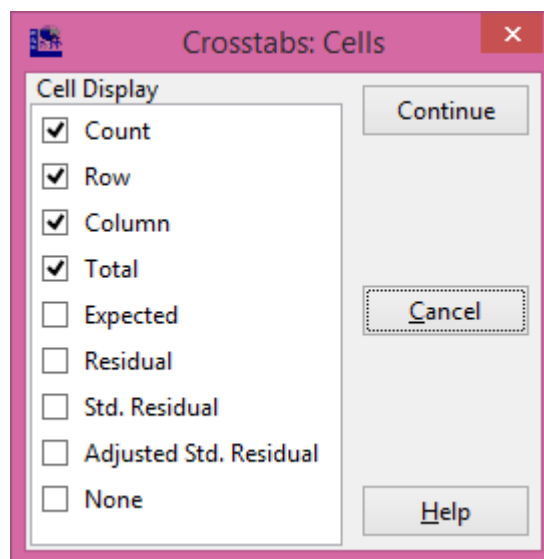 Crosstabs: Cells
Cell Display
Continue
Count
Row
Column
Total
Expected
Cancel
Residual
Std. Residual
Adjusted Std. Residual
None
Help